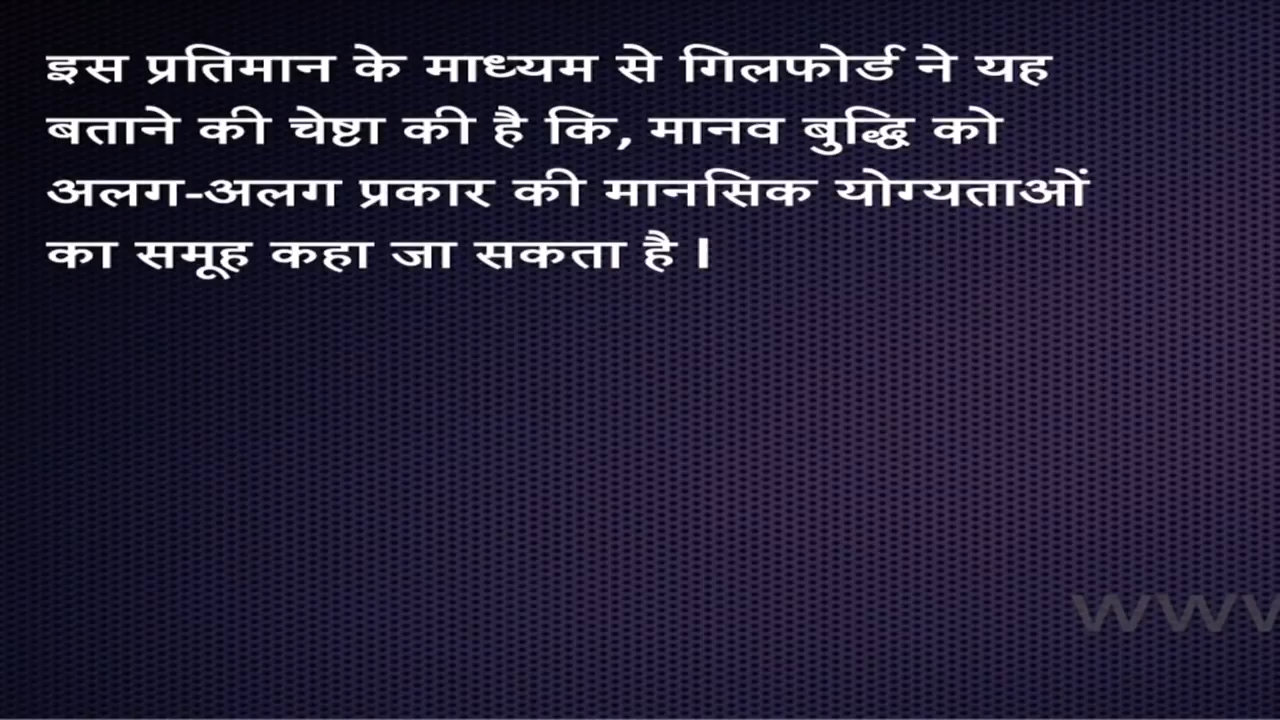 इस प्रतिमान के माध्यम से गिलफोर्ड ने यह
बताने की चेष्टा की है कि, मानव बुद्धि को
अलग-अलग प्रकार की मानसिक योग्यताओं
का समूह कहा जा सकता है I
www